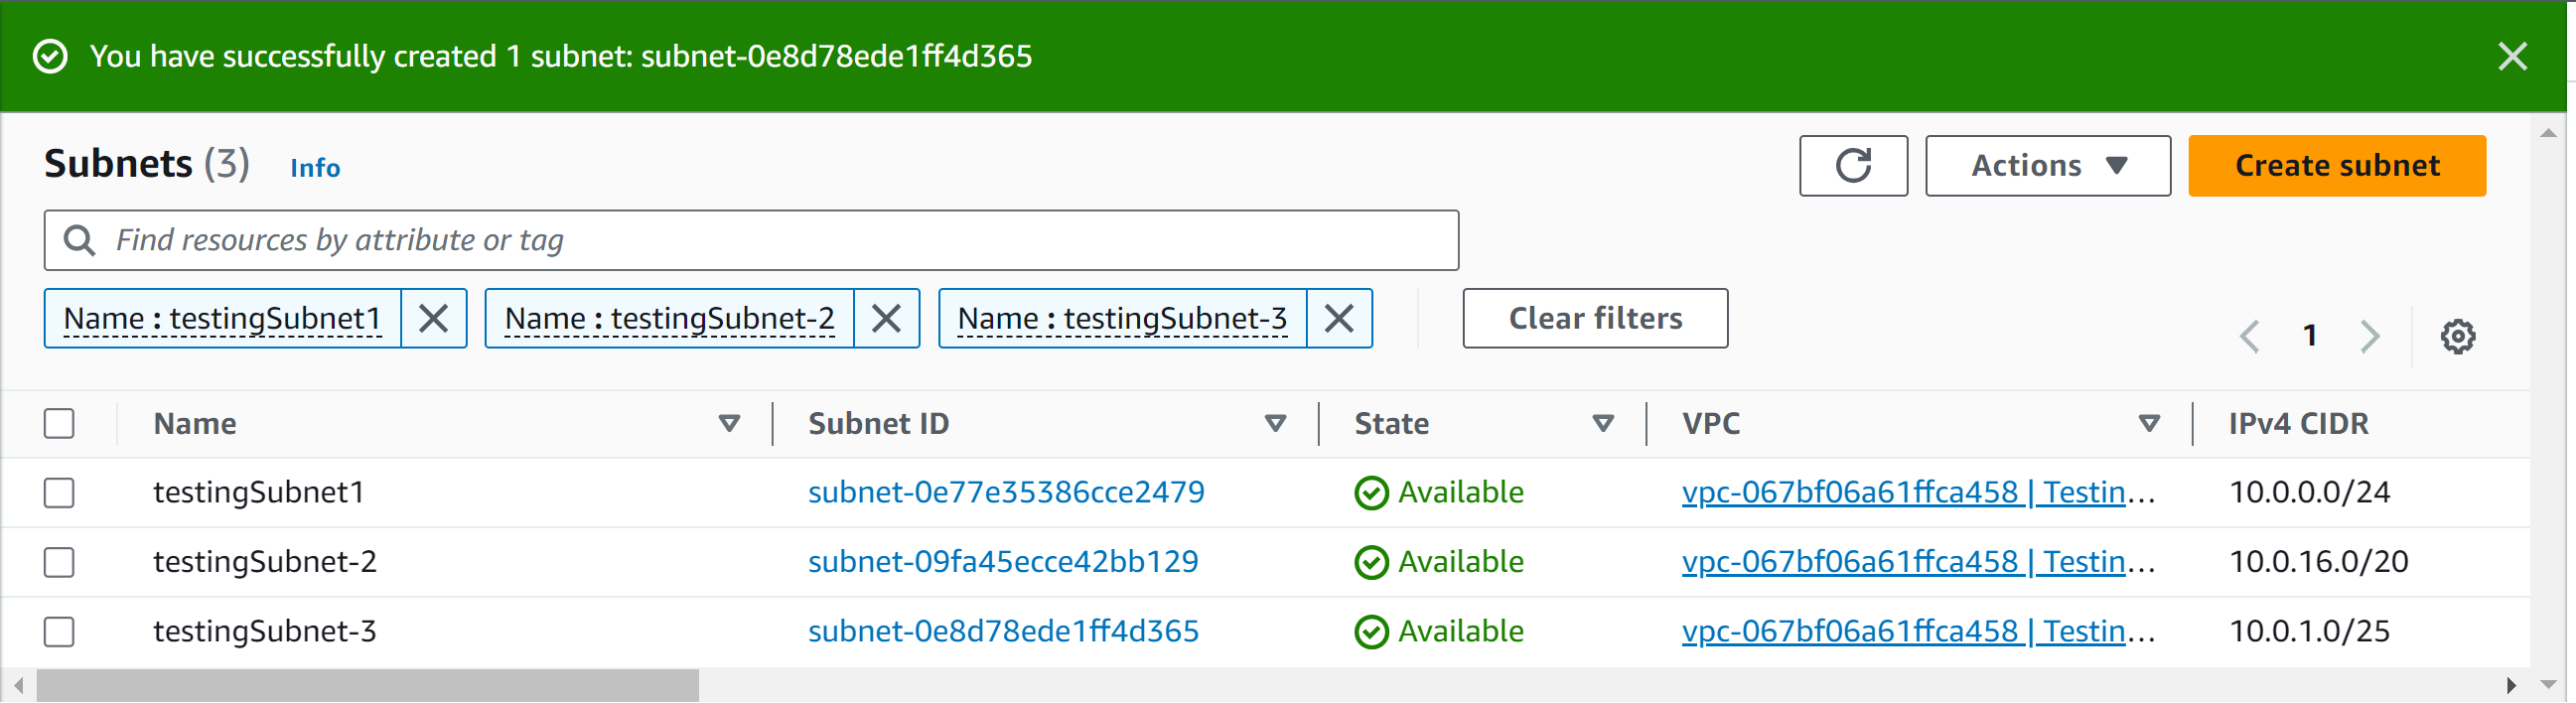 You have successfully created 1 subnet: subnet-0e8d78ede1ff4d365
Subnets (3) Info Actions Create subnet
Find resources by attribute or tag
Name : testingSubnet1 Name : testingSubnet-2 Name : testingSubnet-3 Clear filters
1
Name Subnet ID State VPC IPv4 CIDR
testingSubnet1 subnet-0e77e35386cce2479 Available vpc-067bf06a61ffca458 | Testin… 10.0.0.0/24
testingSubnet-2 subnet-09fa45ecce42bb129 Available vpc-067bf06a61ffca458 | Testin… 10.0.16.0/20
testingSubnet-3 subnet-0e8d78ede1ff4d365 Available vpc-067bf06a61ffca458 | Testin… 10.0.1.0/25